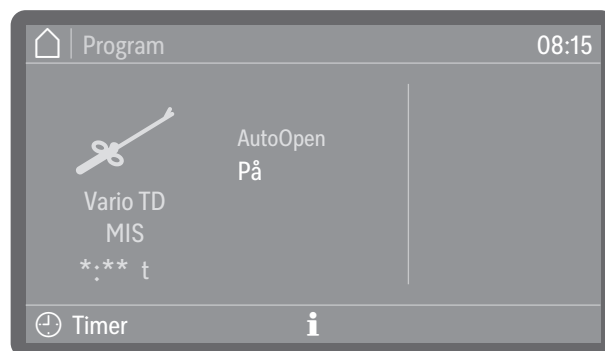 Program 08:15
AutoOpen
På
Vario TD
MIS
*:** t
Timer i